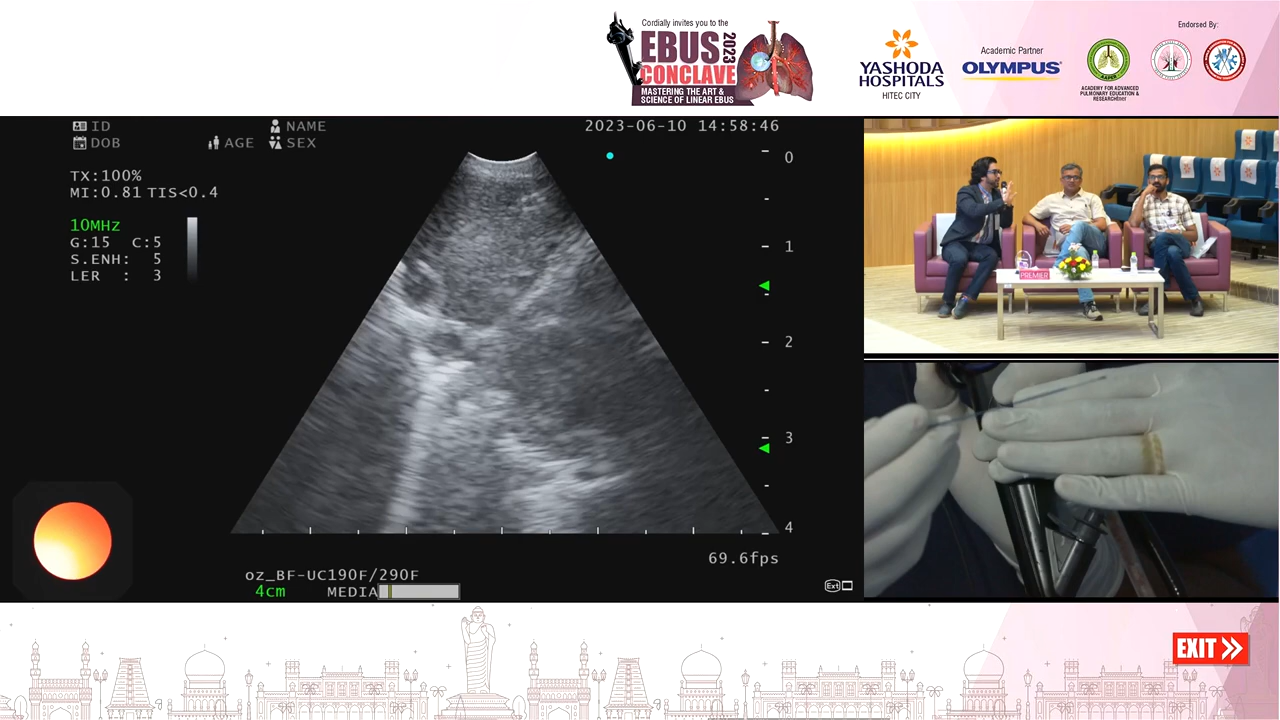 Cordially invites you to the
EBUS 2023
CONCLAVE
MASTERING THE ART &
SCIENCE OF LINEAR EBUS
YASHODA
HOSPITALS
HITEC CITY
Academic Partner
OLYMPUS
Endorsed By:
ACADEMY FOR ADVANCED
PULMONARY EDUCATION &
ID
NAME
DOB
AGE
SEX
2023-06-10 14:58:46
TX:100%
MI:0.81 TIS<0.4
10MHz
G:15 C:5
S.ENH: 5
LER : 3
0
1
2
3
4
69.6fps
oz_BF-UC190F/290F
4cm
MEDIA
Ext
PREMIER
EXIT